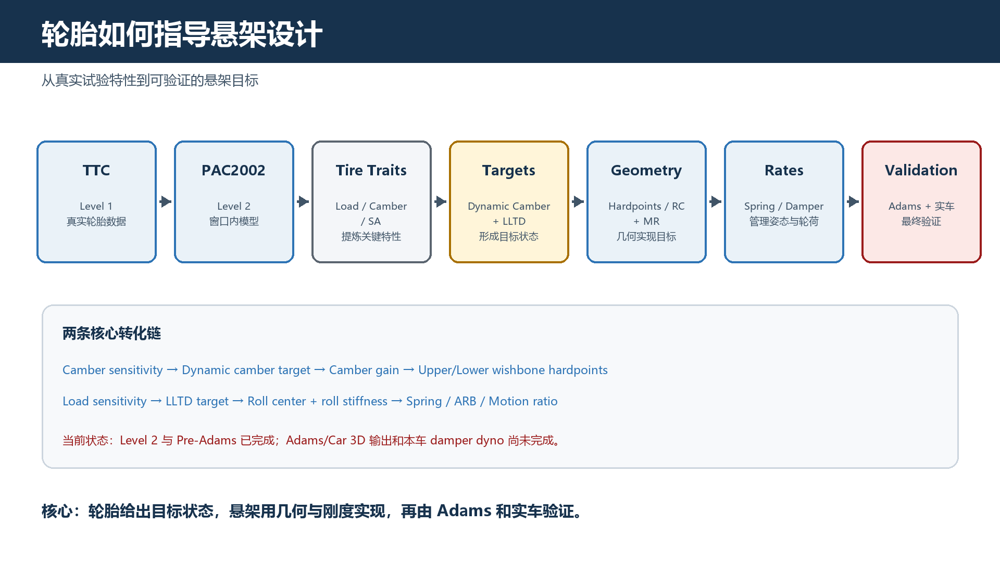 轮胎如何指导悬架设计
从真实试验特性到可验证的悬架目标
TTC
Level 1
真实轮胎数据
PAC2002
Level 2
窗口内模型
Tire Traits
Load / Camber
/ SA
提炼关键特性
Targets
Dynamic Camber
+ LLTD
形成目标状态
Geometry
Hardpoints / RC
+ MR
几何实现目标
Rates
Spring / Damper
管理姿态与轮荷
Validation
Adams + 实车
最终验证
两条核心转化链
Camber sensitivity → Dynamic camber target → Camber gain → Upper/Lower wishbone hardpoints
Load sensitivity → LLTD target → Roll center + roll stiffness → Spring / ARB / Motion ratio
当前状态：Level 2 与 Pre-Adams 已完成；Adams/Car 3D 输出和本车 damper dyno 尚未完成。
核心：轮胎给出目标状态，悬架用几何与刚度实现，再由 Adams 和实车验证。